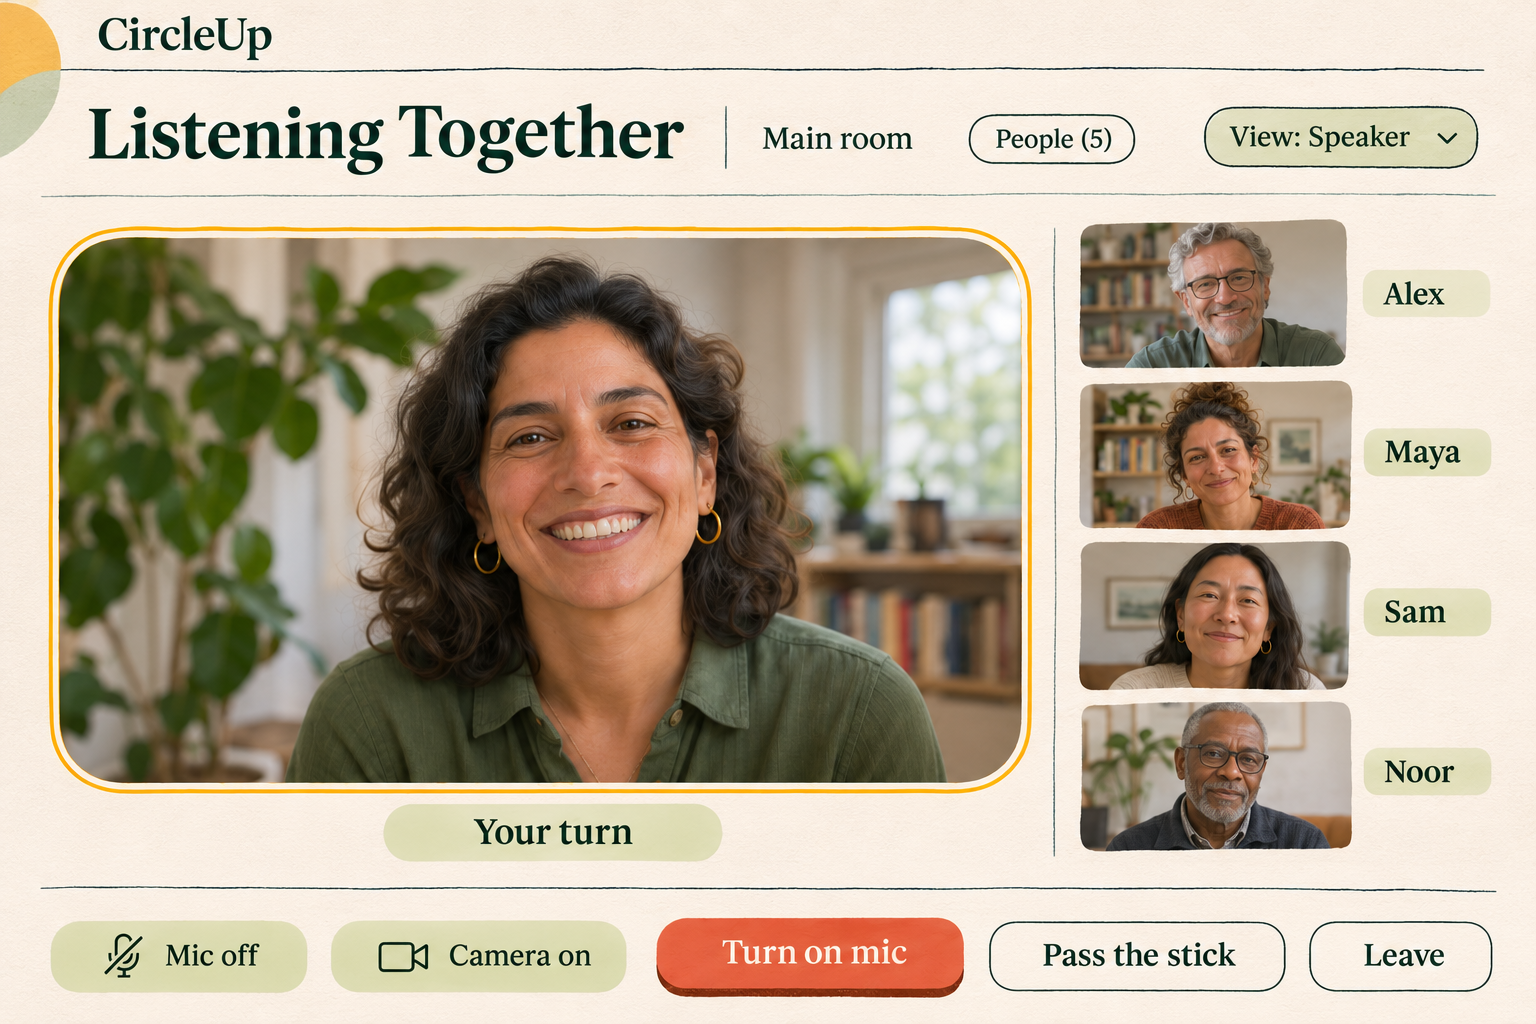 CircleUp
Listening Together
Main room
People (5)
View: Speaker
Alex
Maya
Sam
Noor
Your turn
Mic off
Camera on
Turn on mic
Pass the stick
Leave